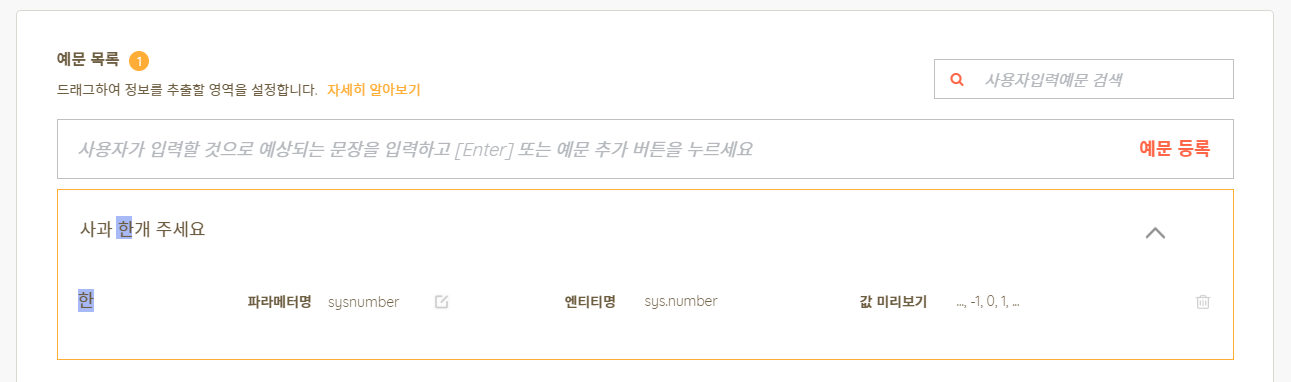 예문 목록 1
드래그하여 정보를 추출할 영역을 설정합니다. 자세히 알아보기
사용자입력예문 검색
사용자가 입력할 것으로 예상되는 문장을 입력하고 [Enter] 또는 예문 추가 버튼을 누르세요 예문 등록
사과 한개 주세요
한 파라메터명 sysnumber 엔티티명 sys.number 값 미리보기 ..., -1, 0, 1, ...